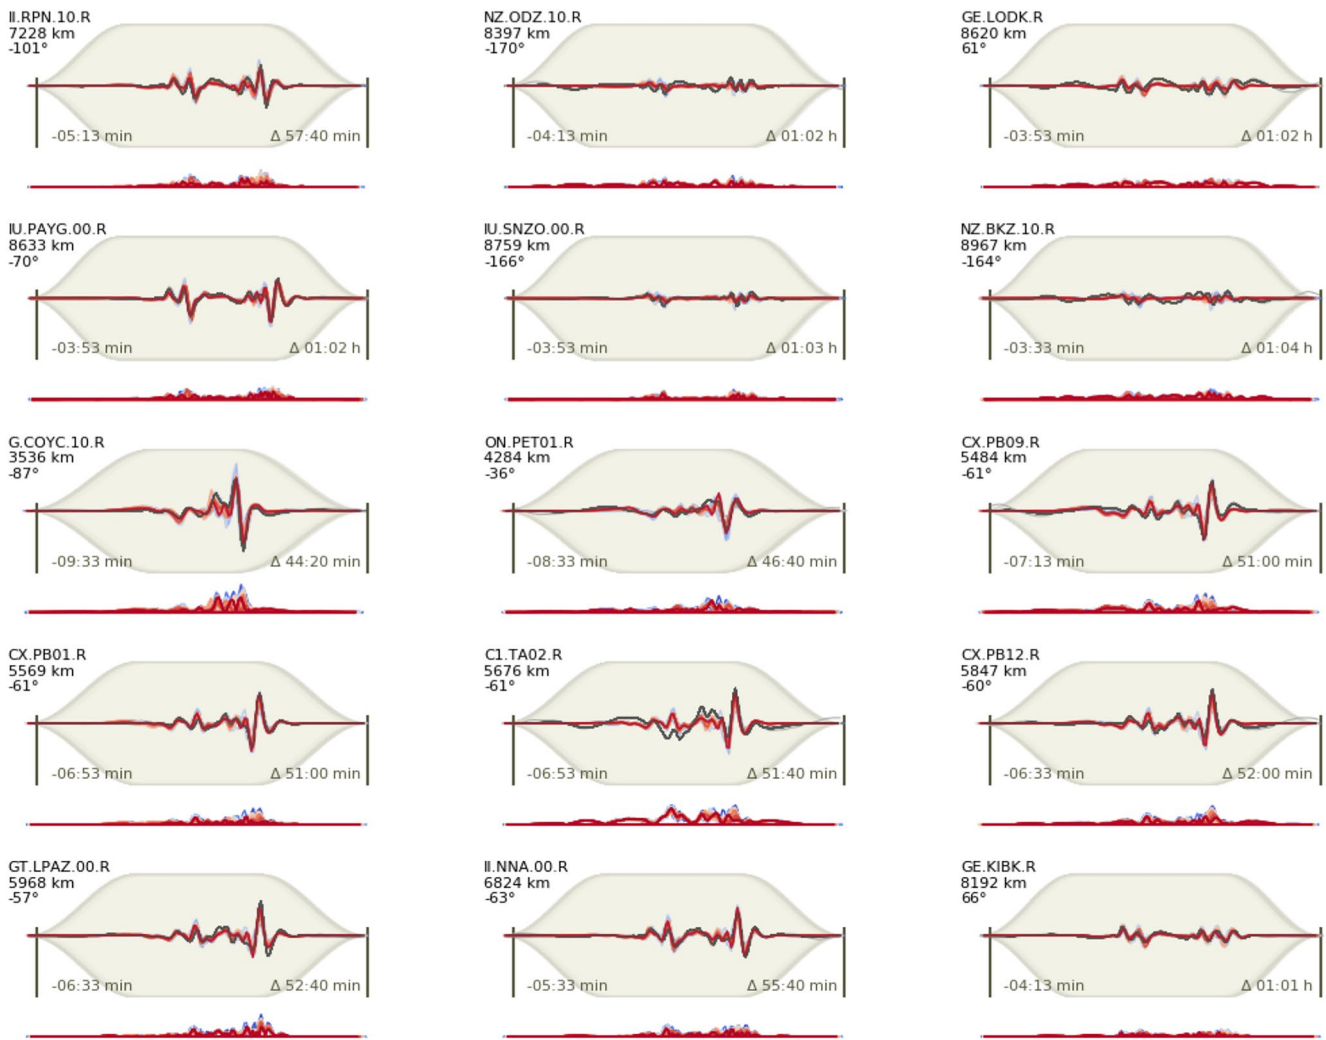 II.RPN.10.R
7228 km
-101°
-05:13 min
Δ 57:40 min
NZ.ODZ.10.R
8397 km
-170°
-04:13 min
Δ 01:02 h
GE.LODK.R
8620 km
61°
-03:53 min
Δ 01:02 h
IU.PAYG.00.R
8633 km
-70°
-03:53 min
Δ 01:02 h
IU.SNZO.00.R
8759 km
-166°
-03:53 min
Δ 01:03 h
NZ.BKZ.10.R
8967 km
-164°
-03:33 min
Δ 01:04 h
G.COYC.10.R
3536 km
-87°
-09:33 min
Δ 44:20 min
ON.PET01.R
4284 km
-36°
-08:33 min
Δ 46:40 min
CX.PB09.R
5484 km
-61°
-07:13 min
Δ 51:00 min
CX.PB01.R
5569 km
-61°
-06:53 min
Δ 51:00 min
C1.TA02.R
5676 km
-61°
-06:53 min
Δ 51:40 min
CX.PB12.R
5847 km
-60°
-06:33 min
Δ 52:00 min
GT.LPAZ.00.R
5968 km
-57°
-06:33 min
Δ 52:40 min
II.NNA.00.R
6824 km
-63°
-05:33 min
Δ 55:40 min
GE.KIBK.R
8192 km
66°
-04:13 min
Δ 01:01 h